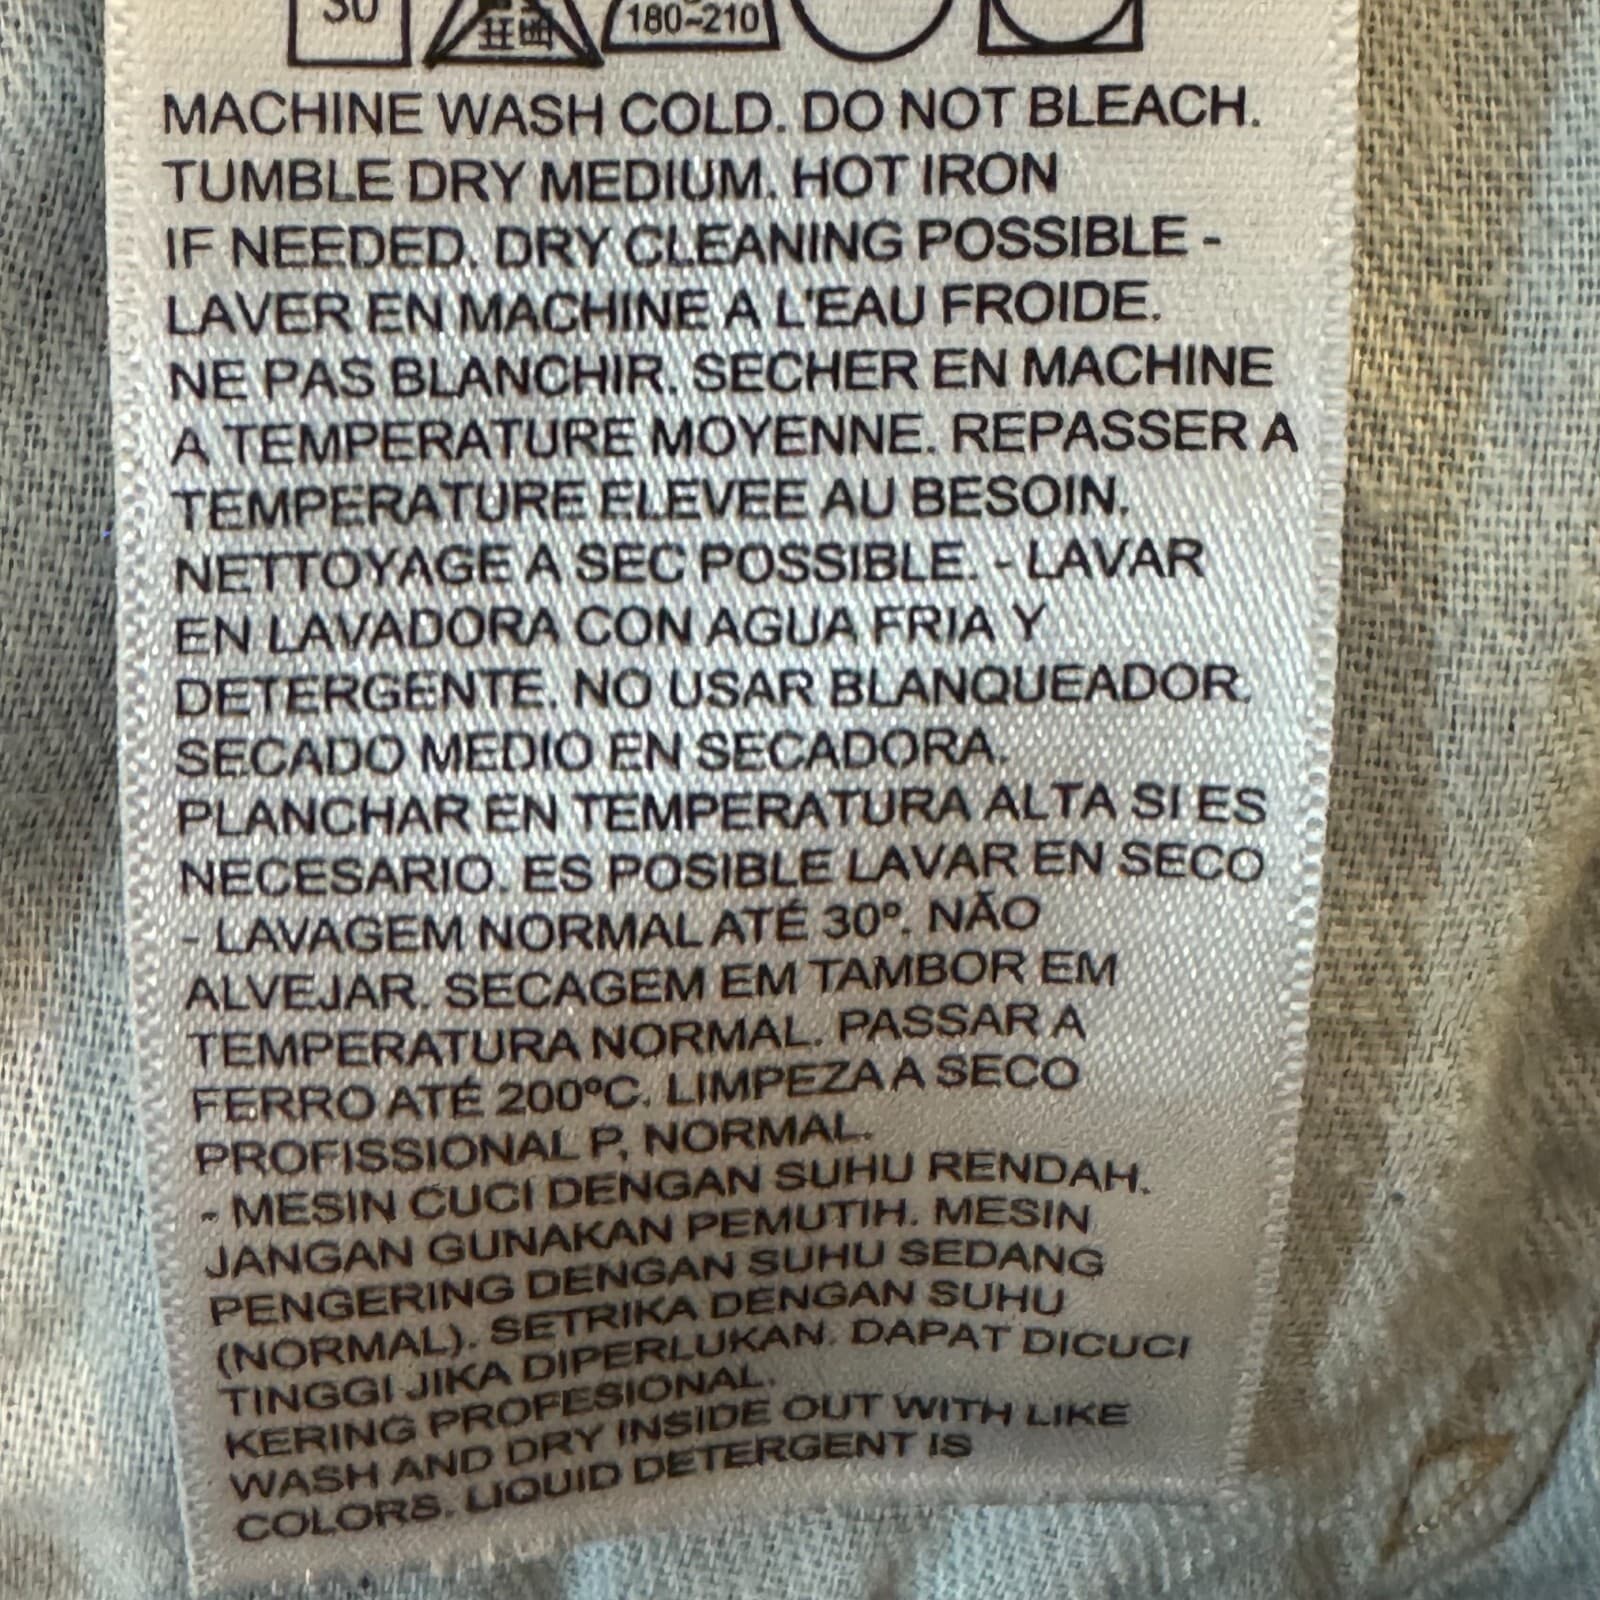 30 180~210
MACHINE WASH COLD. DO NOT BLEACH.
TUMBLE DRY MEDIUM. HOT IRON
IF NEEDED. DRY CLEANING POSSIBLE -
LAVER EN MACHINE A L'EAU FROIDE.
NE PAS BLANCHIR. SECHER EN MACHINE
A TEMPERATURE MOYENNE. REPASSER A
TEMPERATURE ELEVEE AU BESOIN.
NETTOYAGE A SEC POSSIBLE. - LAVAR
EN LAVADORA CON AGUA FRIA Y
DETERGENTE. NO USAR BLANQUEADOR.
SECADO MEDIO EN SECADORA.
PLANCHAR EN TEMPERATURA ALTA SI ES
NECESARIO. ES POSIBLE LAVAR EN SECO
- LAVAGEM NORMAL ATÉ 30º. NÃO
ALVEJAR. SECAGEM EM TAMBOR EM
TEMPERATURA NORMAL. PASSAR A
FERRO ATÉ 200ºC. LIMPEZA A SECO
PROFISSIONAL P, NORMAL.
- MESIN CUCI DENGAN SUHU RENDAH.
JANGAN GUNAKAN PEMUTIH. MESIN
PENGERING DENGAN SUHU SEDANG
(NORMAL). SETRIKA DENGAN SUHU
TINGGI JIKA DIPERLUKAN. DAPAT DICUCI
KERING PROFESIONAL.
WASH AND DRY INSIDE OUT WITH LIKE
COLORS. LIQUID DETERGENT IS